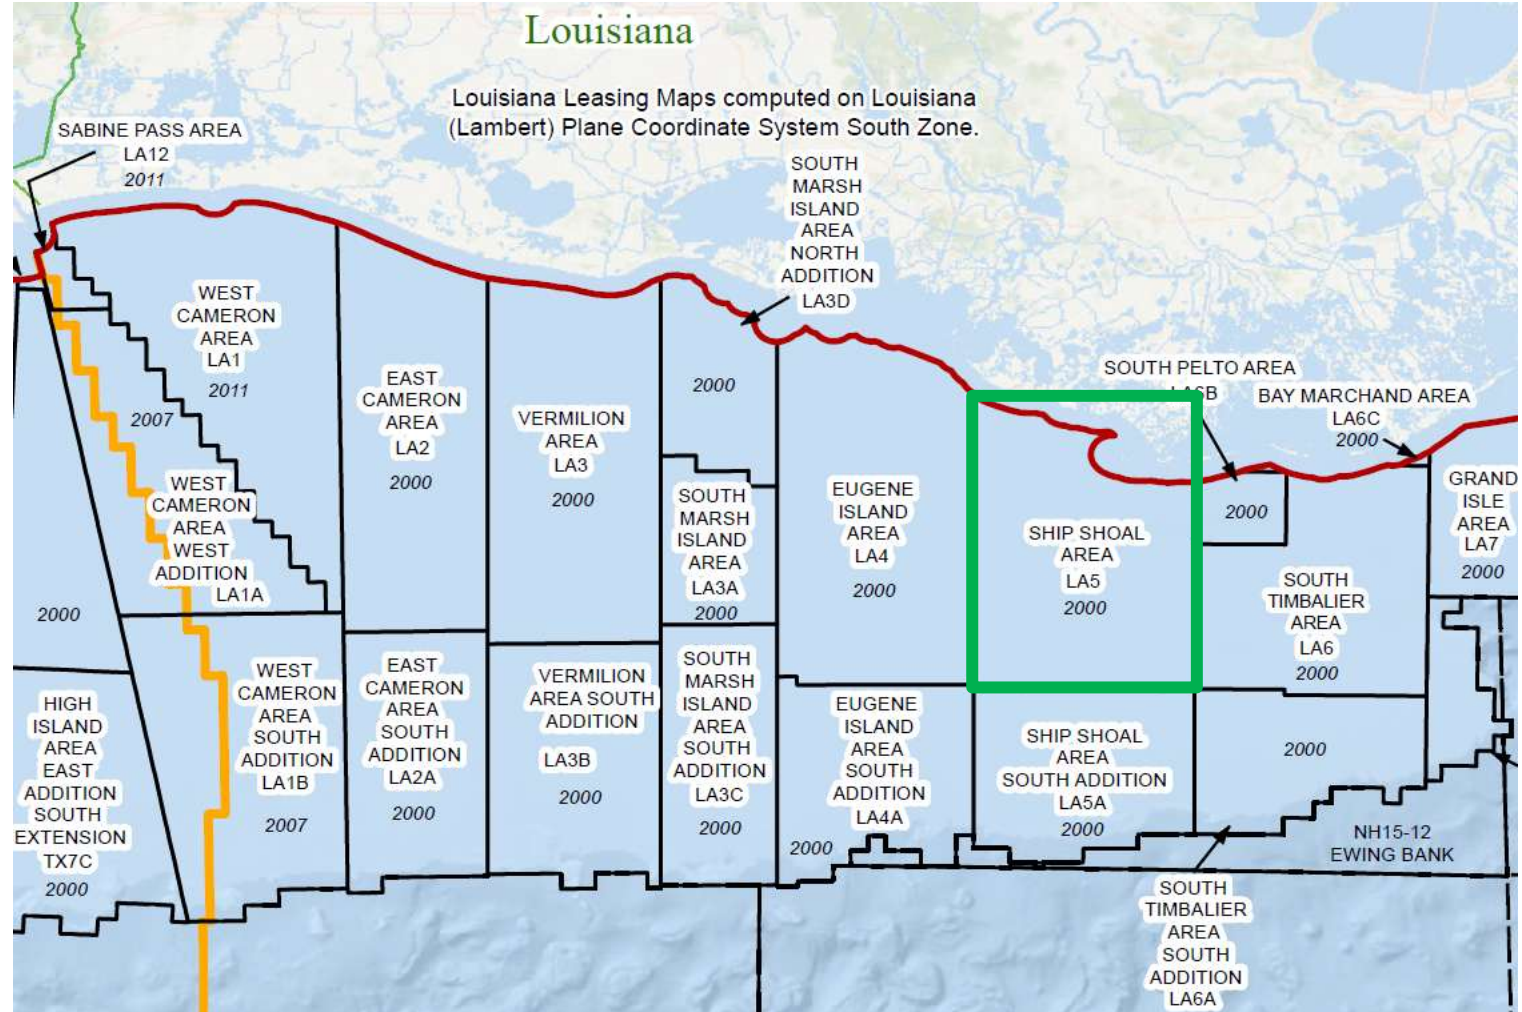 Louisiana
Louisiana Leasing Maps computed on Louisiana
(Lambert) Plane Coordinate System South Zone.
SABINE PASS AREA
LA12
2011
SOUTH
MARSH
ISLAND
AREA
NORTH
ADDITION
LA3D
2000
WEST
CAMERON
AREA
LA1
2011
2007
WEST
CAMERON
AREA
WEST
ADDITION
LA1A
EAST
CAMERON
AREA
LA2
2000
VERMILION
AREA
LA3
2000
SOUTH
MARSH
ISLAND
AREA
LA3A
2000
EUGENE
ISLAND
AREA
LA4
2000
SHIP SHOAL
AREA
LA5
2000
SOUTH PELTO AREA
2000
BAY MARCHAND AREA
LA6C
2000
GRAND
ISLE
AREA
LA7
2000
SOUTH
TIMBALIER
AREA
LA6
2000
2000
HIGH
ISLAND
AREA
EAST
ADDITION
SOUTH
EXTENSION
TX7C
2000
WEST
CAMERON
AREA
SOUTH
ADDITION
LA1B
2007
EAST
CAMERON
AREA
SOUTH
ADDITION
LA2A
2000
VERMILION
AREA SOUTH
ADDITION
LA3B
2000
SOUTH
MARSH
ISLAND
AREA
SOUTH
ADDITION
LA3C
2000
EUGENE
ISLAND
AREA
SOUTH
ADDITION
LA4A
2000
SHIP SHOAL
AREA
SOUTH ADDITION
LA5A
2000
2000
NH15-12
EWING BANK
SOUTH
TIMBALIER
AREA
SOUTH
ADDITION
LA6A